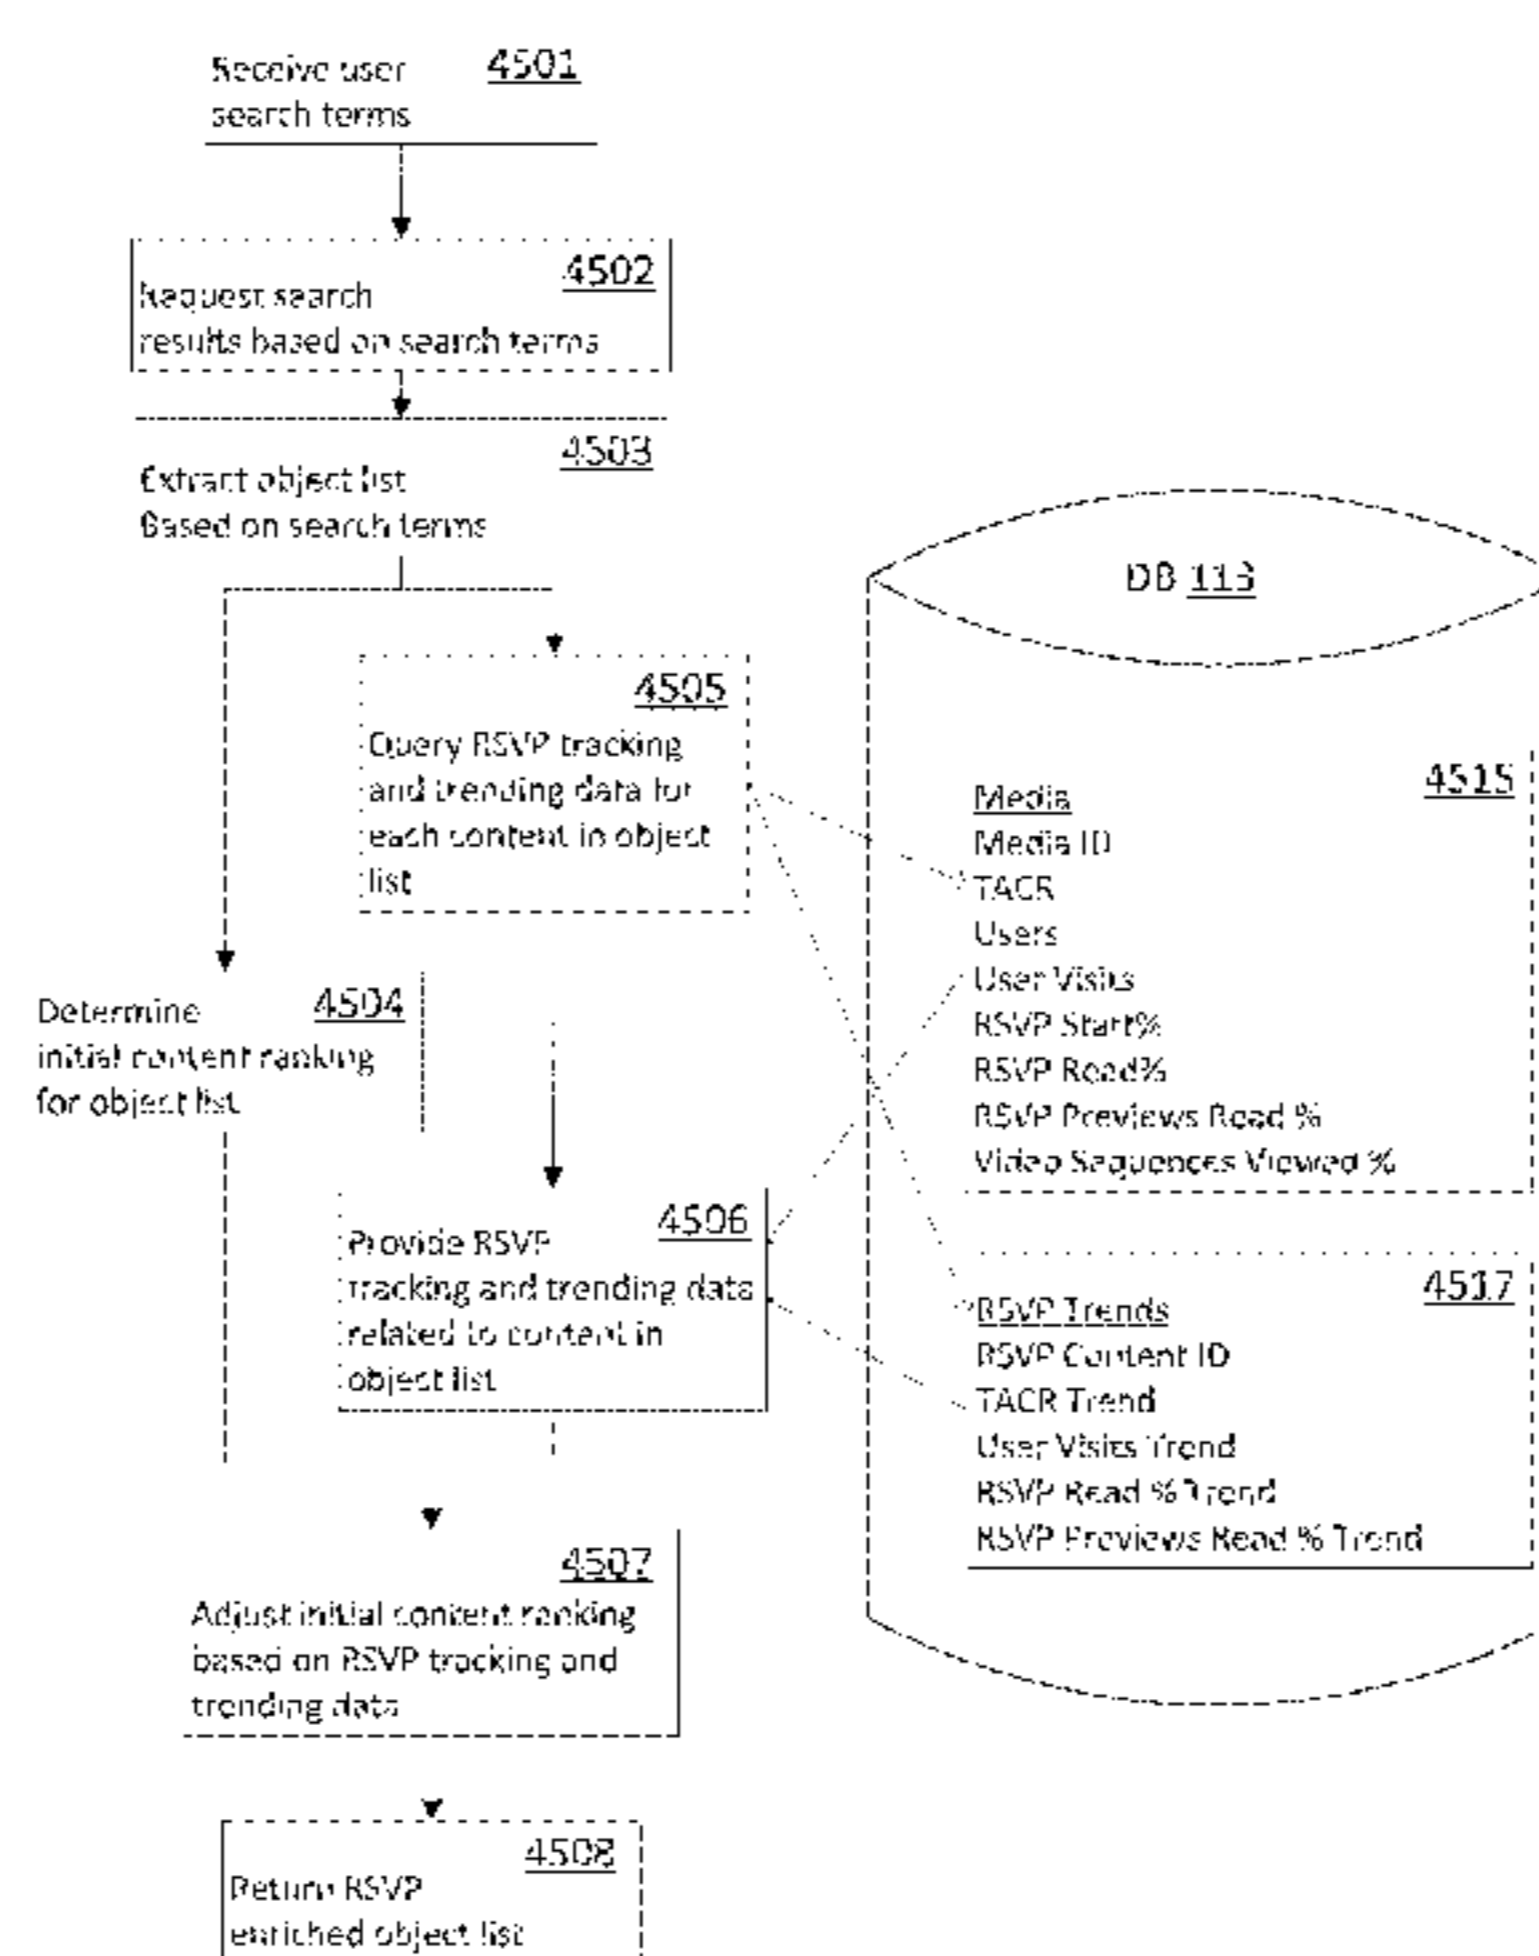 Receive user 4501
search terms
4502
Request search
results based on search terms
4503
Extract object list
Based on search terms
4505
Query RSVP tracking
and trending data for
each content in object
list
Determine 4504
initial content ranking
for object list
4506
Provide RSVP
tracking and trending data
related to content in
object list
4507
Adjust initial content ranking
based on RSVP tracking and
trending data
4508
Return RSVP
enriched object list
DB 113
4515
Media
Media ID
TACR
Users
User Visits
RSVP Start%
RSVP Read%
RSVP Previews Read %
Video Sequences Viewed %
4517
RSVP Trends
RSVP Content ID
TACR Trend
User Visits Trend
RSVP Read % Trend
RSVP Previews Read % Trend